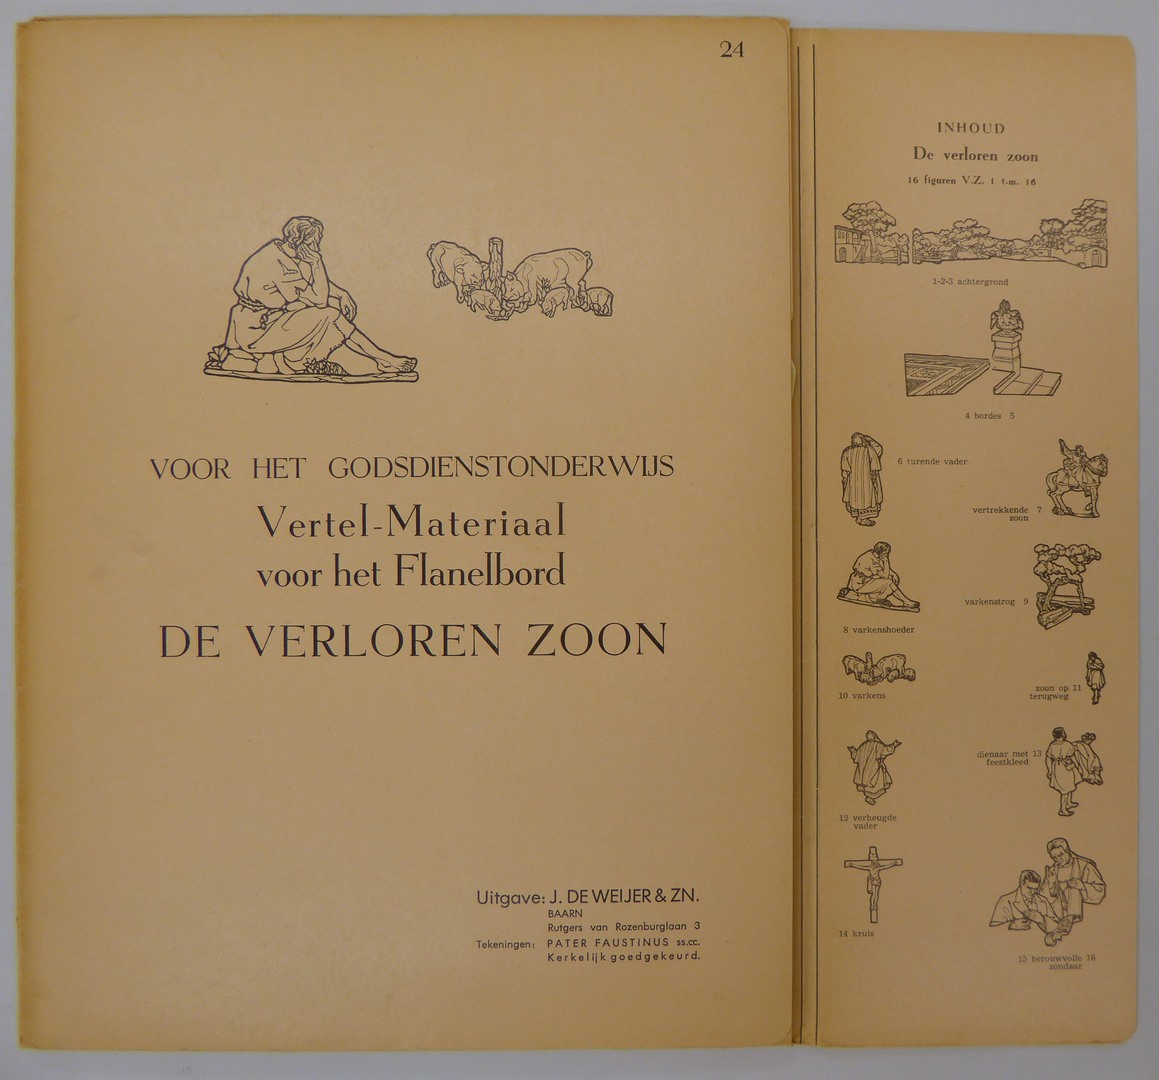 24
VOOR HET GODSDIENSTONDERWIJS
Vertel-Materiaal
voor het Flanelbord
DE VERLOREN ZOON
Uitgave: J. DE WEIJER & ZN.
BAARN
Rutgers van Rozenburglaan 3
Tekeningen: PATER FAUSTINUS ss.cc.
Kerkelijk goedgekeurd.
INHOUD
De verloren zoon
16 figuren V.Z. 1 t.m. 16
1-2-3 achtergrond
4 bordes 5
6 turende vader
vertrekkende 7
zoon
8 varkenshoeder
varkenstrog 9
10 varkens
zoon op 11
terugweg
12 verheugde
vader
dienaar met 13
feestkleed
14 kruis
15 berouwvolle 16
zondaar